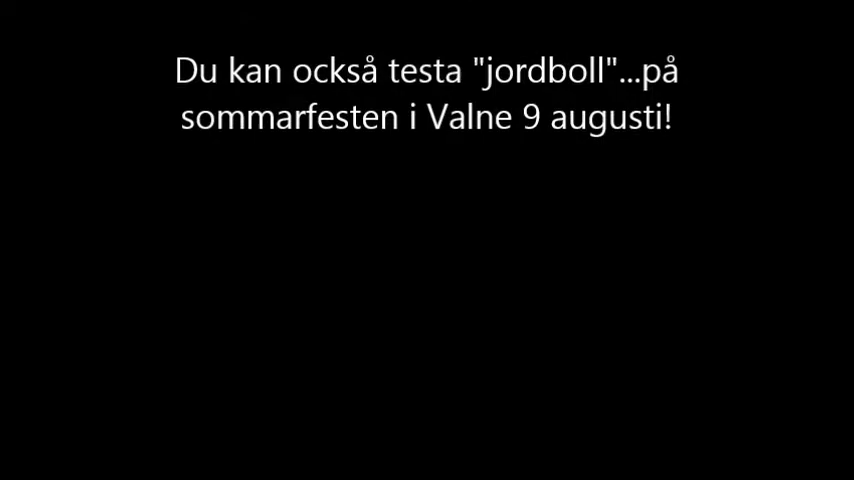 Du kan också testa "jordboll"...på
sommarfesten i Valne 9 augusti!